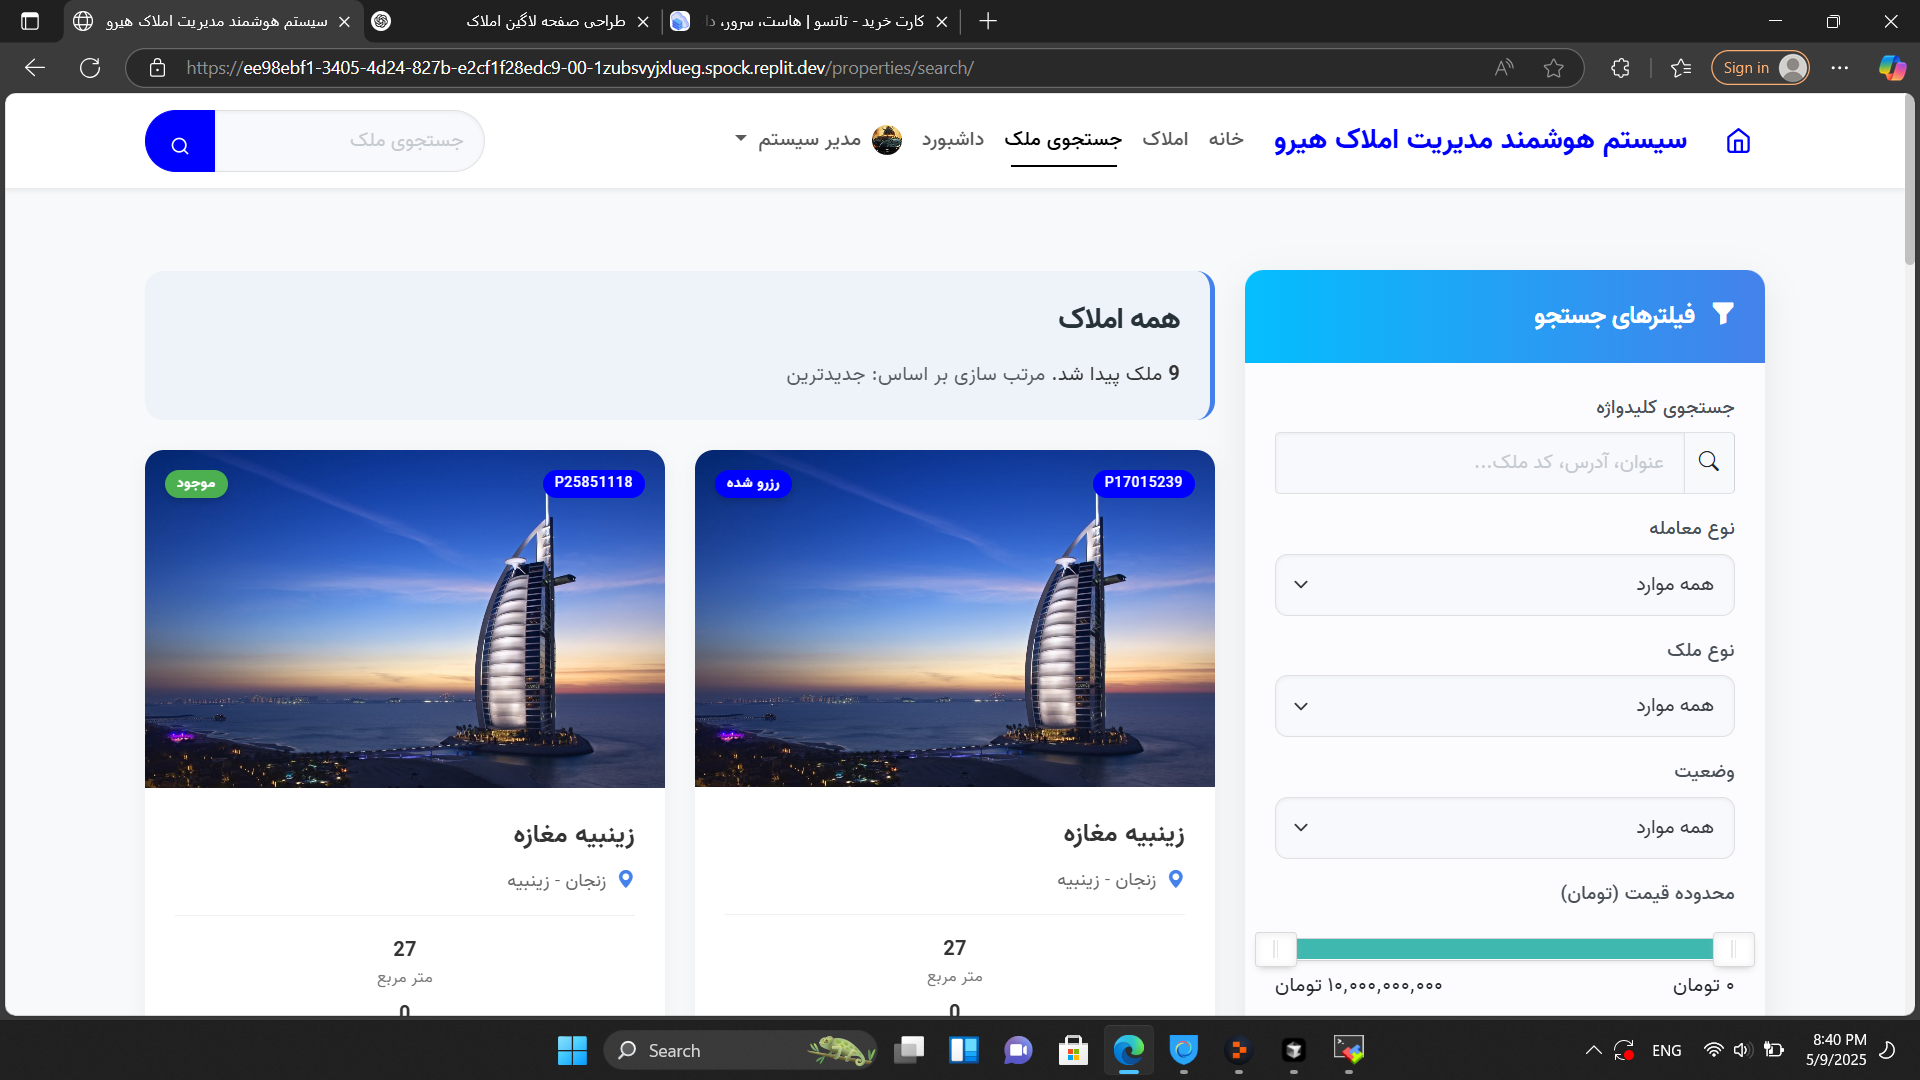 سیستم هوشمند مدیریت املاک هیرو
طراحی صفحه لاگین املاک
کارت خرید - تاتسو | هاست، سرور، دا
https://ee98ebf1-3405-4d24-827b-e2cf1f28edc9-00-1zubsvyjxlueg.spock.replit.dev/properties/search/
Sign in
سیستم هوشمند مدیریت املاک هیرو
خانه
املاک
جستجوی ملک
داشبورد
مدیر سیستم
جستجوی ملک
فیلترهای جستجو
جستجوی کلیدواژه
عنوان، آدرس، کد ملک...
نوع معامله
همه موارد
نوع ملک
همه موارد
وضعیت
همه موارد
محدوده قیمت (تومان)
۰ تومان
۱۰,۰۰۰,۰۰۰,۰۰۰ تومان
همه املاک
9 ملک پیدا شد. مرتب سازی بر اساس: جدیدترین
P17015239
رزرو شده
زینبیه مغازه
زنجان - زینبیه
27
متر مربع
0
P25851118
موجود
زینبیه مغازه
زنجان - زینبیه
27
متر مربع
0
Search
ENG
8:40 PM
5/9/2025